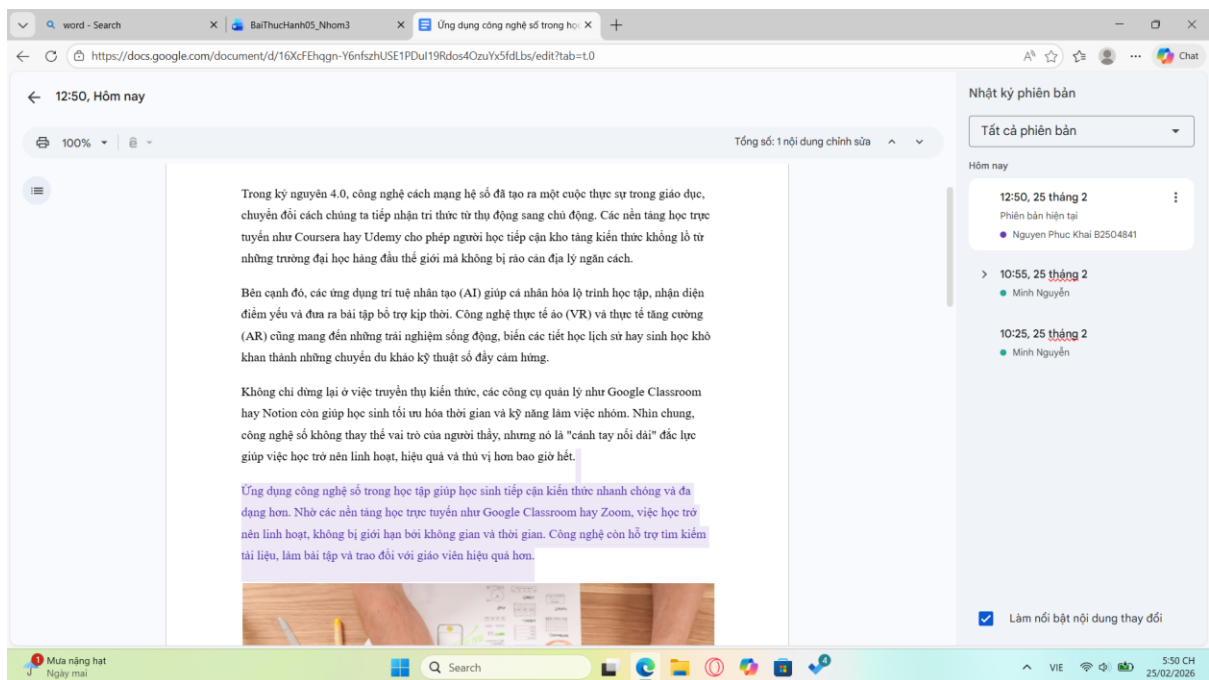 word - Search
BaiThucHanh05_Nhom3
Ứng dụng công nghệ số trong học
https://docs.google.com/document/d/16XcFEhqgn-Y6nfszhUSE1PDul19Rdos4OzuYx5fdLbs/edit?tab=t.0
Chat
12:50, Hôm nay
100%
Tổng số: 1 nội dung chỉnh sửa
Trong kỷ nguyên 4.0, công nghệ cách mạng hệ số đã tạo ra một cuộc thực sự trong giáo dục,
chuyển đổi cách chúng ta tiếp nhận tri thức từ thụ động sang chủ động. Các nền tảng học trực
tuyến như Coursera hay Udemy cho phép người học tiếp cận kho tàng kiến thức khổng lồ từ
những trường đại học hàng đầu thế giới mà không bị rào cản địa lý ngăn cách.
Bên cạnh đó, các ứng dụng trí tuệ nhân tạo (AI) giúp cá nhân hóa lộ trình học tập, nhận diện
điểm yếu và đưa ra bài tập bổ trợ kịp thời. Công nghệ thực tế ảo (VR) và thực tế tăng cường
(AR) cũng mang đến những trải nghiệm sống động, biến các tiết học lịch sử hay sinh học khô
khan thành những chuyến du khảo kỹ thuật số đầy cảm hứng.
Không chỉ dừng lại ở việc truyền thụ kiến thức, các công cụ quản lý như Google Classroom
hay Notion còn giúp học sinh tối ưu hóa thời gian và kỹ năng làm việc nhóm. Nhìn chung,
công nghệ số không thay thế vai trò của người thầy, nhưng nó là "cánh tay nối dài" đắc lực
giúp việc học trở nên linh hoạt, hiệu quả và thú vị hơn bao giờ hết.
Ứng dụng công nghệ số trong học tập giúp học sinh tiếp cận kiến thức nhanh chóng và đa
dạng hơn. Nhờ các nền tảng học trực tuyến như Google Classroom hay Zoom, việc học trở
nên linh hoạt, không bị giới hạn bởi không gian và thời gian. Công nghệ còn hỗ trợ tìm kiếm
tài liệu, làm bài tập và trao đổi với giáo viên hiệu quả hơn.
Nhật ký phiên bản
Tất cả phiên bản
Hôm nay
12:50, 25 tháng 2
Phiên bản hiện tại
Nguyen Phuc Khai B2504841
10:55, 25 tháng 2
Minh Nguyễn
10:25, 25 tháng 2
Minh Nguyễn
Làm nổi bật nội dung thay đổi
1
Mưa nặng hạt
Ngày mai
Search
VIE
5:50 CH
25/02/2026